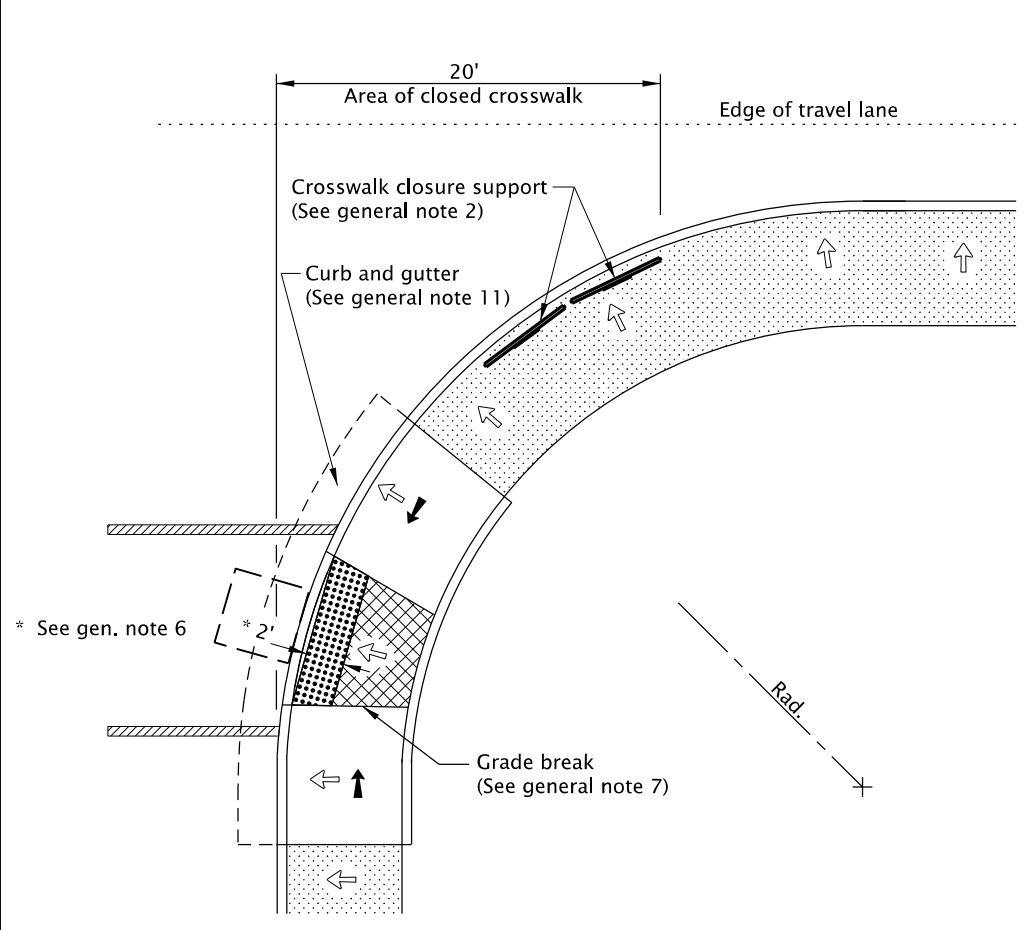 20'
Area of closed crosswalk
Edge of travel lane
Crosswalk closure support
(See general note 2)
Curb and gutter
(See general note 11)
* See gen. note 6
* 2'
Rad.
Grade break
(See general note 7)